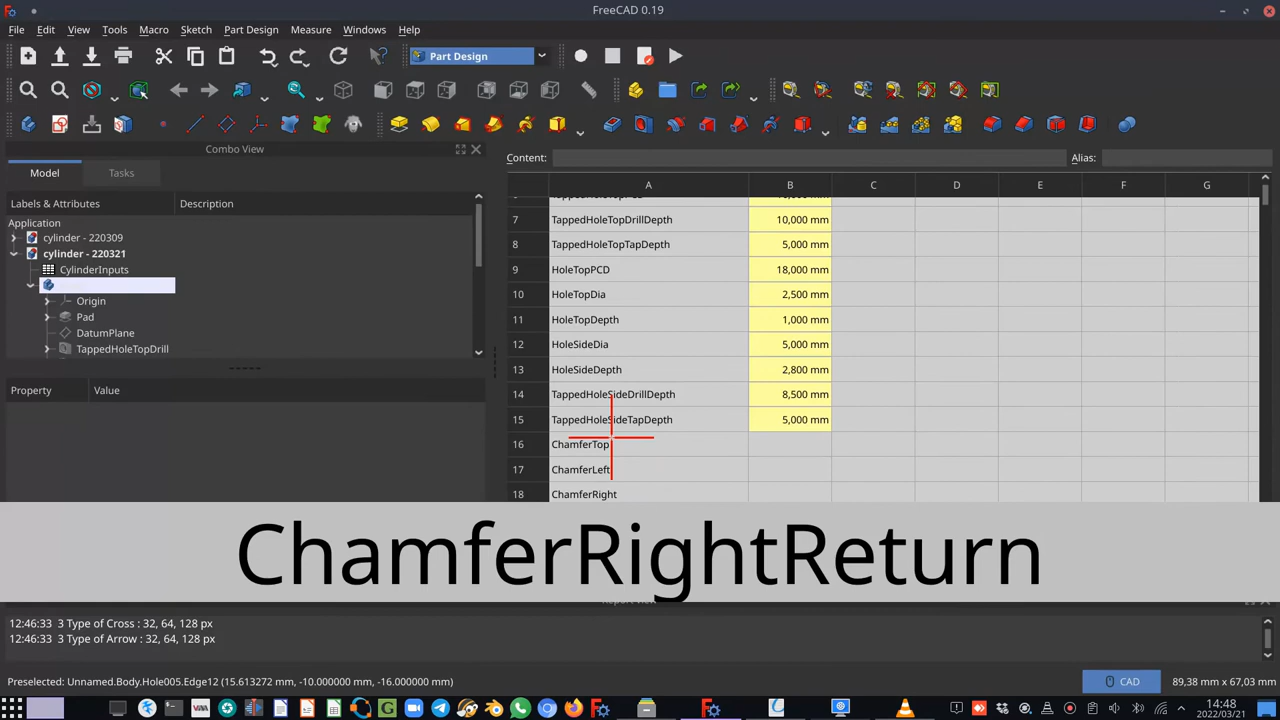 FreeCAD 0.19
File Edit View Tools Macro Sketch Part Design Measure Windows Help
Part Design
Combo View
Model Tasks
Labels & Attributes Description
Application
cylinder - 220309
cylinder - 220321
CylinderInputs
Origin
Pad
DatumPlane
TappedHoleTopDrill
Property Value
Content: Alias:
A B C D E F G
7 TappedHoleTopDrillDepth 10,000 mm
8 TappedHoleTopTapDepth 5,000 mm
9 HoleTopPCD 18,000 mm
10 HoleTopDia 2,500 mm
11 HoleTopDepth 1,000 mm
12 HoleSideDia 5,000 mm
13 HoleSideDepth 2,800 mm
14 TappedHoleSideDrillDepth 8,500 mm
15 TappedHoleSideTapDepth 5,000 mm
16 ChamferTop
17 ChamferLeft
18 ChamferRight
ChamferRightReturn
12:46:33 3 Type of Cross : 32, 64, 128 px
12:46:33 3 Type of Arrow : 32, 64, 128 px
Preselected: Unnamed.Body.Hole005.Edge12 (15.613272 mm, -10.000000 mm, -16.000000 mm)
CAD
89,38 mm x 67,03 mm
14:48
2022/03/21